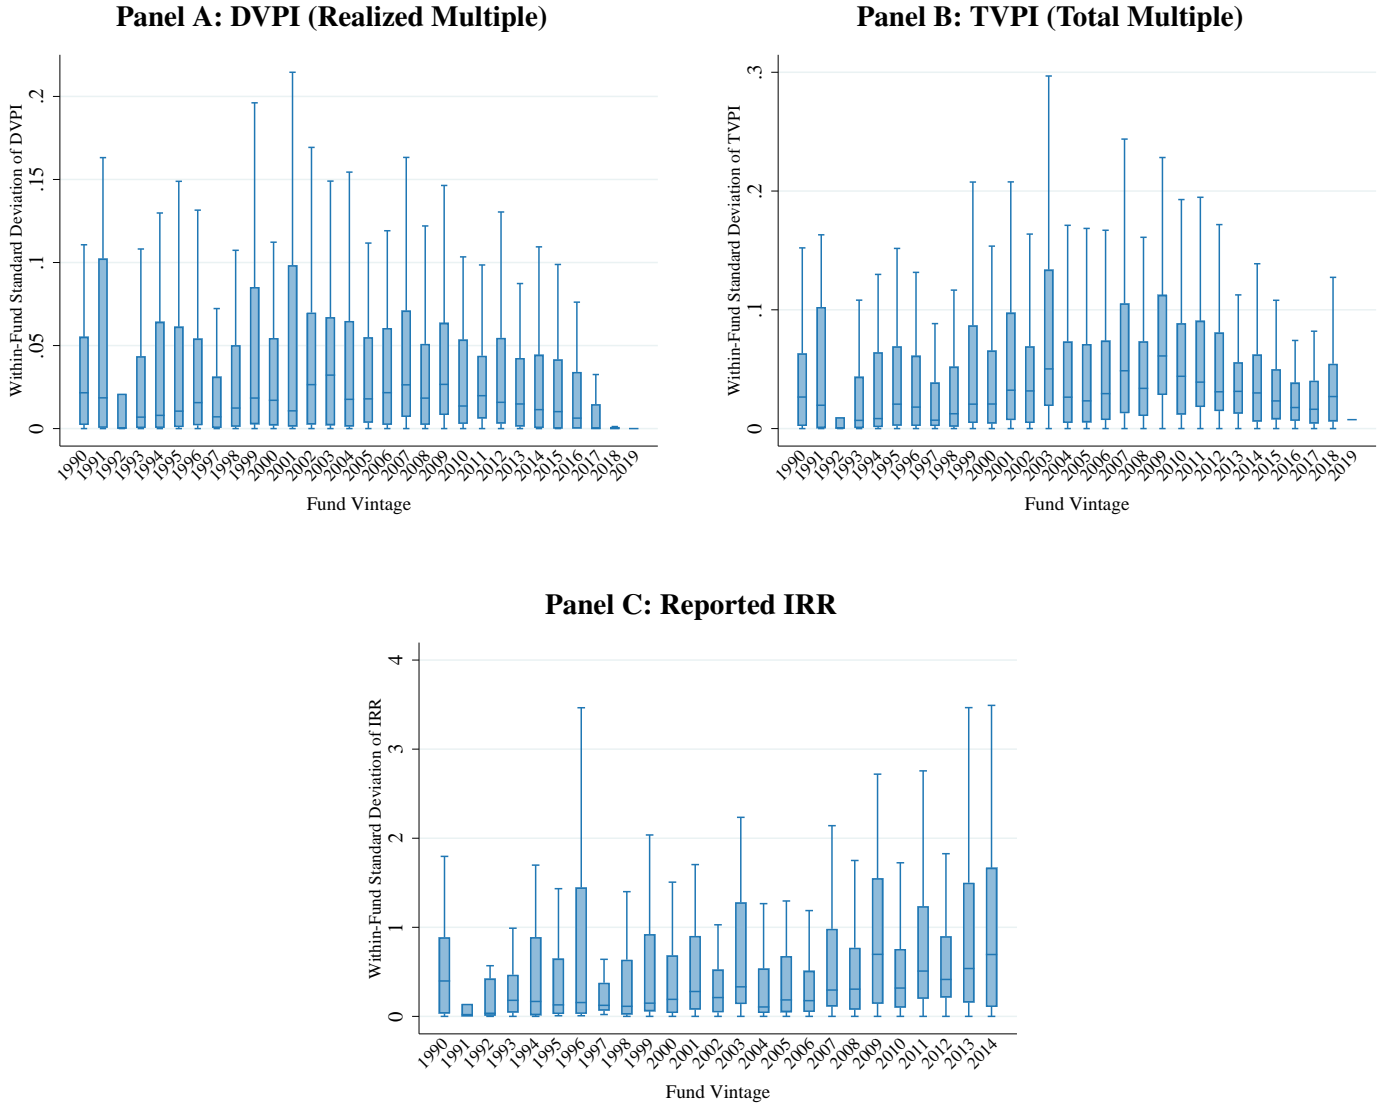 Panel A: DVPI (Realized Multiple)
Within-Fund Standard Deviation of DVPI
.2
.15
.1
.05
0
1990 1991 1992 1993 1994 1995 1996 1997 1998 1999 2000 2001 2002 2003 2004 2005 2006 2007 2008 2009 2010 2011 2012 2013 2014 2015 2016 2017 2018 2019
Fund Vintage
Panel B: TVPI (Total Multiple)
Within-Fund Standard Deviation of TVPI
.3
.2
.1
0
1990 1991 1992 1993 1994 1995 1996 1997 1998 1999 2000 2001 2002 2003 2004 2005 2006 2007 2008 2009 2010 2011 2012 2013 2014 2015 2016 2017 2018 2019
Fund Vintage
Panel C: Reported IRR
Within-Fund Standard Deviation of IRR
4
3
2
1
0
1990 1991 1992 1993 1994 1995 1996 1997 1998 1999 2000 2001 2002 2003 2004 2005 2006 2007 2008 2009 2010 2011 2012 2013 2014
Fund Vintage